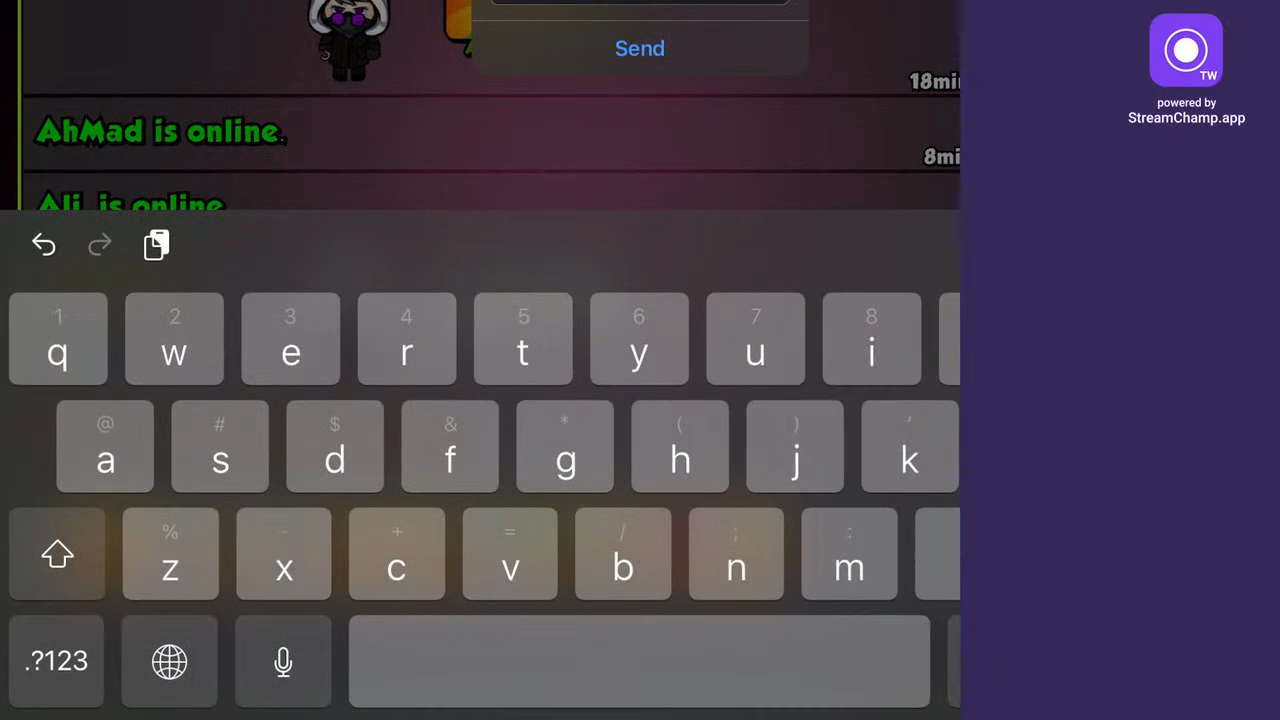 Send
TW
18mi
powered by
StreamChamp.app
AhMad is online.
8mi
Ali is online
1 2 3 4 5 6 7 8
q w e r t y u i
@ # $ & * ( ) '
a s d f g h j k
% - + = / ; :
z x c v b n m
.?123